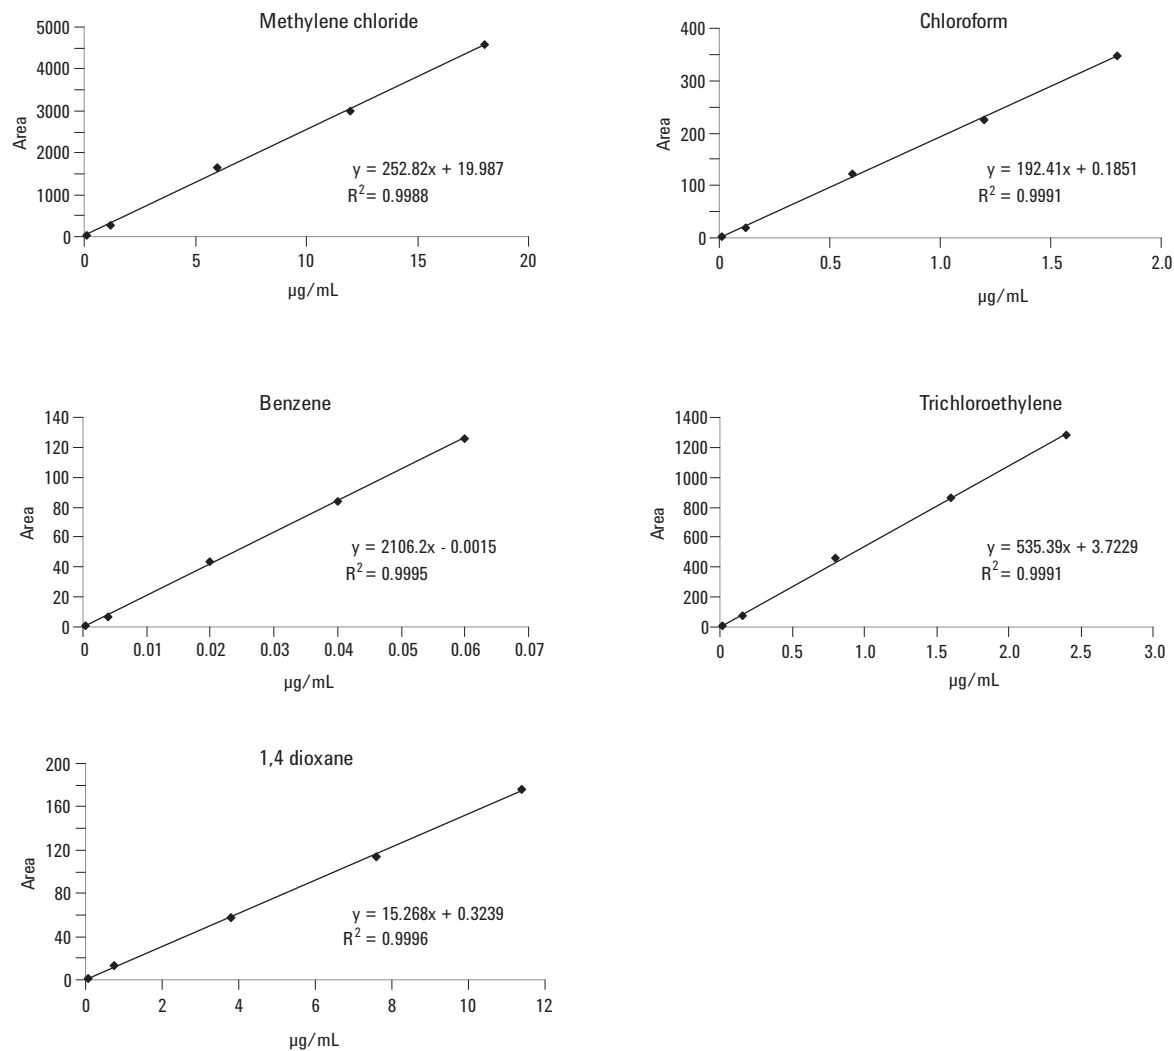 Methylene chloride
5000
4000
3000
2000
1000
0
Area
y = 252.82x + 19.987
R2 = 0.9988
0 5 10 15 20
µg/mL
Chloroform
400
300
200
100
0
Area
y = 192.41x + 0.1851
R2 = 0.9991
0 0.5 1.0 1.5 2.0
µg/mL
Benzene
140
120
100
80
60
40
20
0
Area
y = 2106.2x - 0.0015
R2 = 0.9995
0 0.01 0.02 0.03 0.04 0.05 0.06 0.07
µg/mL
Trichloroethylene
1400
1200
1000
800
600
400
200
0
Area
y = 535.39x + 3.7229
R2 = 0.9991
0 0.5 1.0 1.5 2.0 2.5 3.0
µg/mL
1,4 dioxane
200
160
120
80
40
0
Area
y = 15.268x + 0.3239
R2 = 0.9996
0 2 4 6 8 10 12
µg/mL